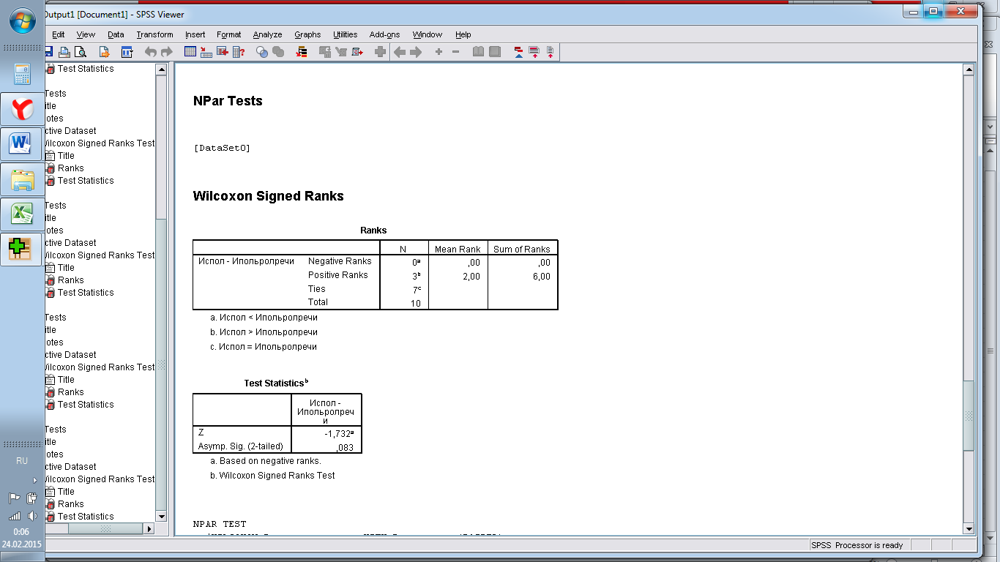 Output1 [Document1] - SPSS Viewer
Edit View Data Transform Insert Format Analyze Graphs Utilities Add-ons Window Help
Test Statistics
Tests
itle
otes
ctive Dataset
Wilcoxon Signed Ranks Test
Title
Ranks
Test Statistics
Tests
itle
otes
ctive Dataset
Wilcoxon Signed Ranks Test
Title
Ranks
Test Statistics
Tests
itle
otes
ctive Dataset
Wilcoxon Signed Ranks Test
Title
Ranks
Test Statistics
Tests
itle
otes
ctive Dataset
Wilcoxon Signed Ranks Test
Title
Ranks
Test Statistics
NPar Tests
[DataSet0]
Wilcoxon Signed Ranks
Ranks
N Mean Rank Sum of Ranks
Испол - Ипольролречи Negative Ranks 0a ,00 ,00
Positive Ranks 3b 2,00 6,00
Ties 7c
Total 10
a. Испол < Ипольролречи
b. Испол > Ипольролречи
c. Испол = Ипольролречи
Test Statisticsb
Испол -
Ипольролреч
и
Z -1,732a
Asymp. Sig. (2-tailed) ,083
a. Based on negative ranks.
b. Wilcoxon Signed Ranks Test
NPAR TEST
SPSS Processor is ready
RU
0:06
24.02.2015